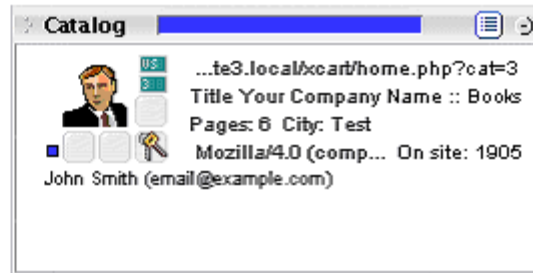 Catalog
US
...te3.local/xcart/home.php?cat=3
Title Your Company Name :: Books
Pages: 6 City: Test
Mozilla/4.0 (comp... On site: 1905
John Smith (email@example.com)